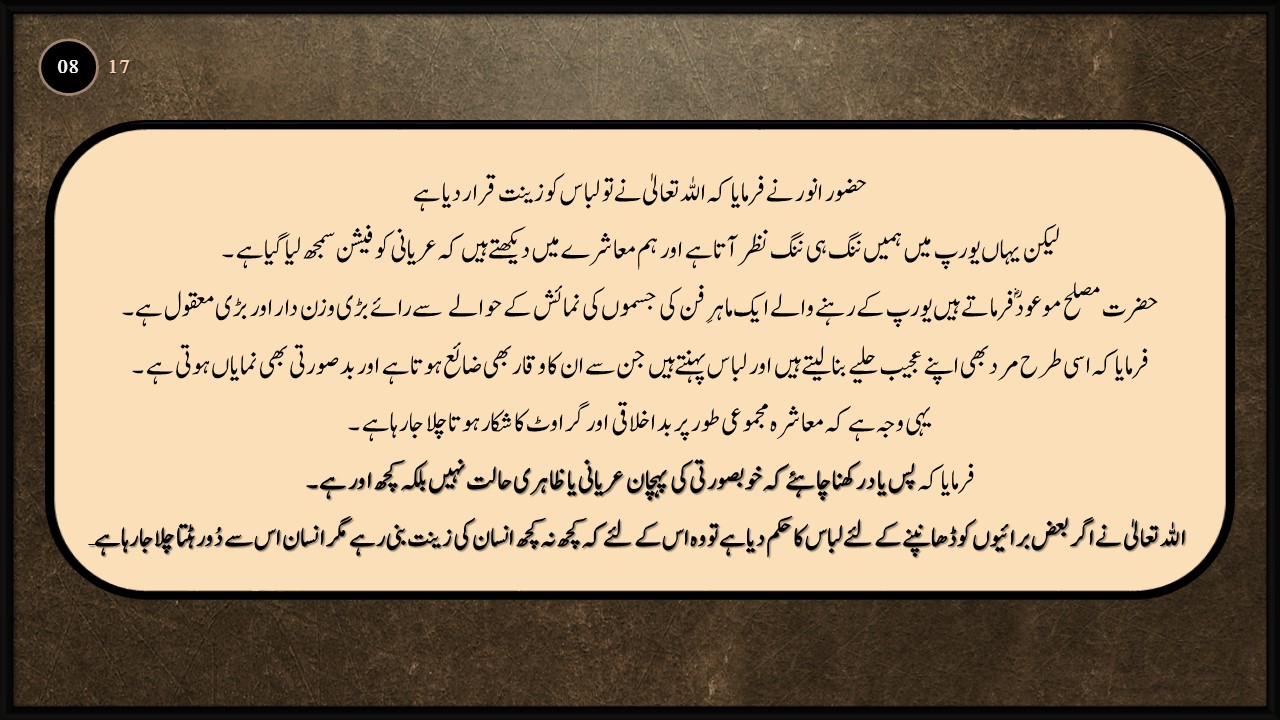 08 17
حضور انور نے فرمایا کہ اللہ تعالیٰ نے تو لباس کو زینت قرار دیا ہے
لیکن یہاں یورپ میں ہمیں ننگ ہی ننگ نظر آتا ہے اور ہم معاشرے میں دیکھتے ہیں کہ عریانی کو فیشن سمجھ لیا گیا ہے۔
حضرت مصلح موعودؓ فرماتے ہیں یورپ کے رہنے والے ایک ماہرِ فن کی جسموں کی نمائش کے حوالے سے رائے بڑی وزن دار اور بڑی معقول ہے۔
فرمایا کہ اسی طرح مرد بھی اپنے عجیب حلیے بنا لیتے ہیں اور لباس پہنتے ہیں جن سے ان کا وقار بھی ضائع ہوتا ہے اور بدصورتی بھی نمایاں ہوتی ہے۔
یہی وجہ ہے کہ معاشرہ مجموعی طور پر بداخلاقی اور گراوٹ کا شکار ہوتا چلا جا رہا ہے۔
فرمایا کہ پس یاد رکھنا چاہئے کہ خوبصورتی کی پہچان عریانی یا ظاہری حالت نہیں بلکہ کچھ اور ہے۔
اللہ تعالیٰ نے اگر بعض برائیوں کو ڈھانپنے کے لئے لباس کا حکم دیا ہے تو وہ اس کے لئے کہ کچھ نہ کچھ انسان کی زینت بنی رہے مگر انسان اس سے دُور ہٹتا چلا جا رہا ہے۔